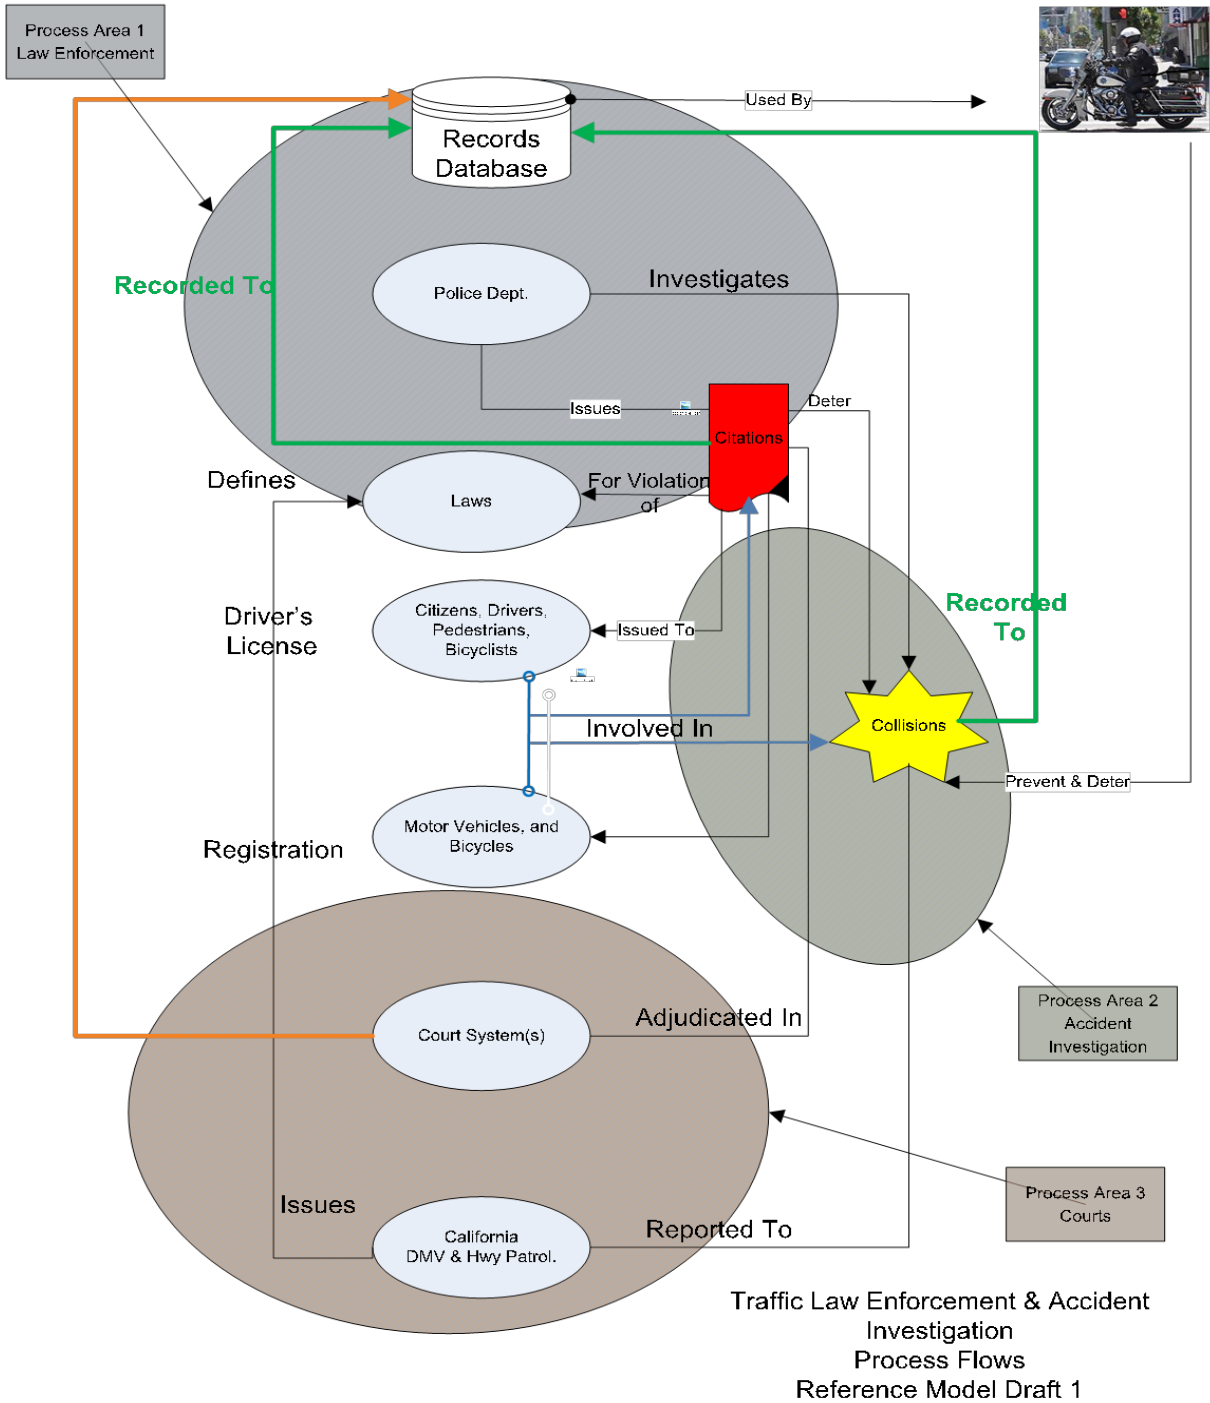 Process Area 1
Law Enforcement
Used By
Records
Database
Recorded To
Investigates
Police Dept.
Issues
Deter
Citations
Defines
Laws
For Violation
of
Driver's
License
Citizens, Drivers,
Pedestrians,
Bicyclists
Issued To
Recorded
To
Involved In
Collisions
Prevent & Deter
Registration
Motor Vehicles, and
Bicycles
Process Area 2
Accident
Investigation
Court System(s)
Adjudicated In
Process Area 3
Courts
Issues
California
DMV & Hwy Patrol.
Reported To
Traffic Law Enforcement & Accident
Investigation
Process Flows
Reference Model Draft 1